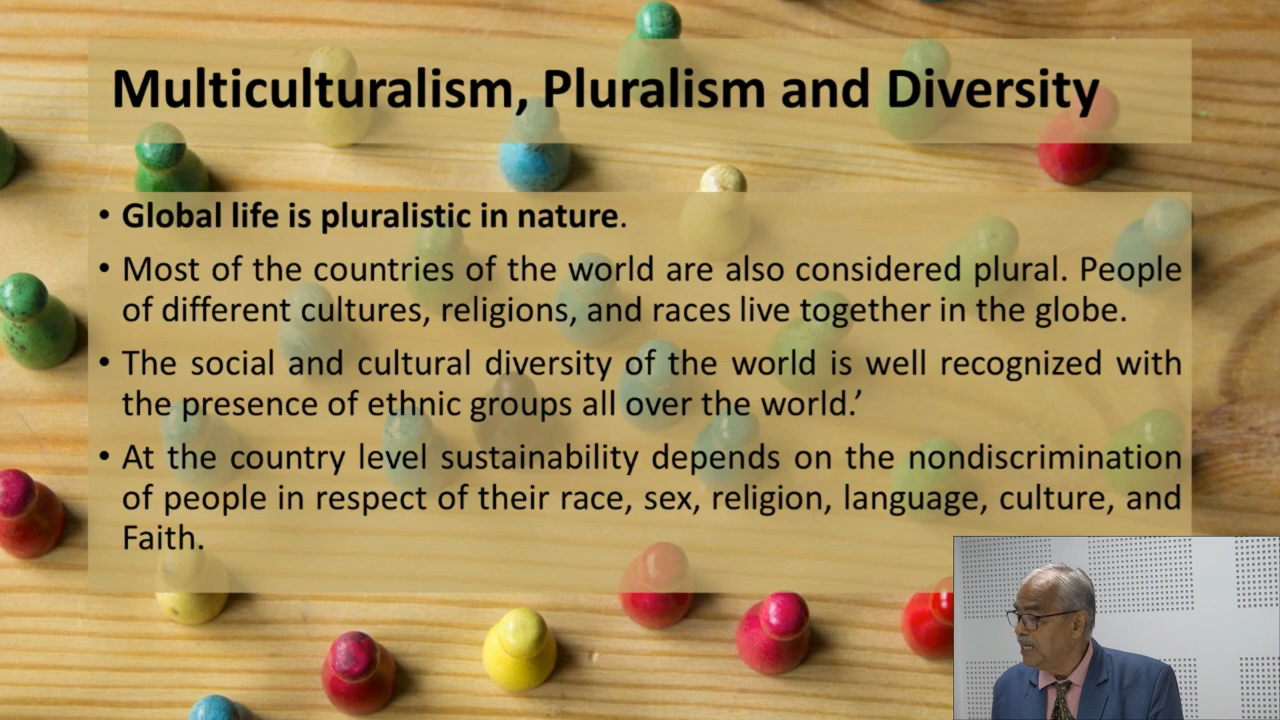 Multiculturalism, Pluralism and Diversity
• Global life is pluralistic in nature.
• Most of the countries of the world are also considered plural. People
of different cultures, religions, and races live together in the globe.
• The social and cultural diversity of the world is well recognized with
the presence of ethnic groups all over the world.’
• At the country level sustainability depends on the nondiscrimination
of people in respect of their race, sex, religion, language, culture, and
Faith.